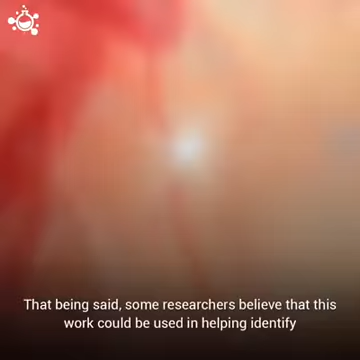 That being said, some researchers believe that this
work could be used in helping identify